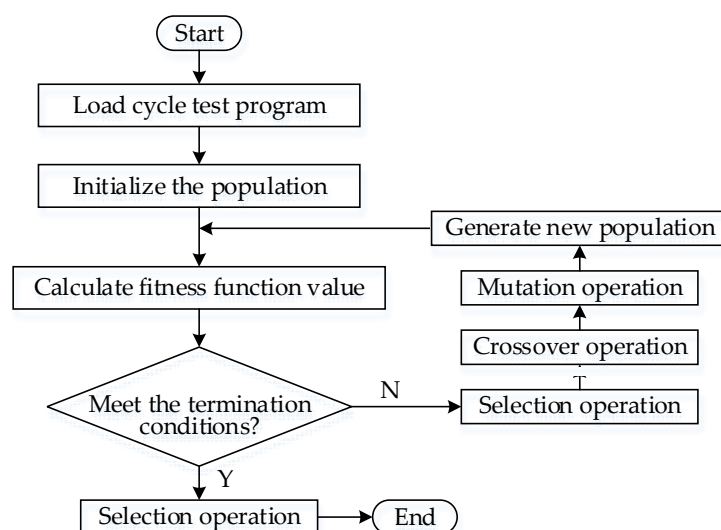 Start
Load cycle test program
Initialize the population
Generate new population
Calculate fitness function value
Mutation operation
Crossover operation
Meet the termination
conditions?
N
Selection operation
Y
Selection operation
End